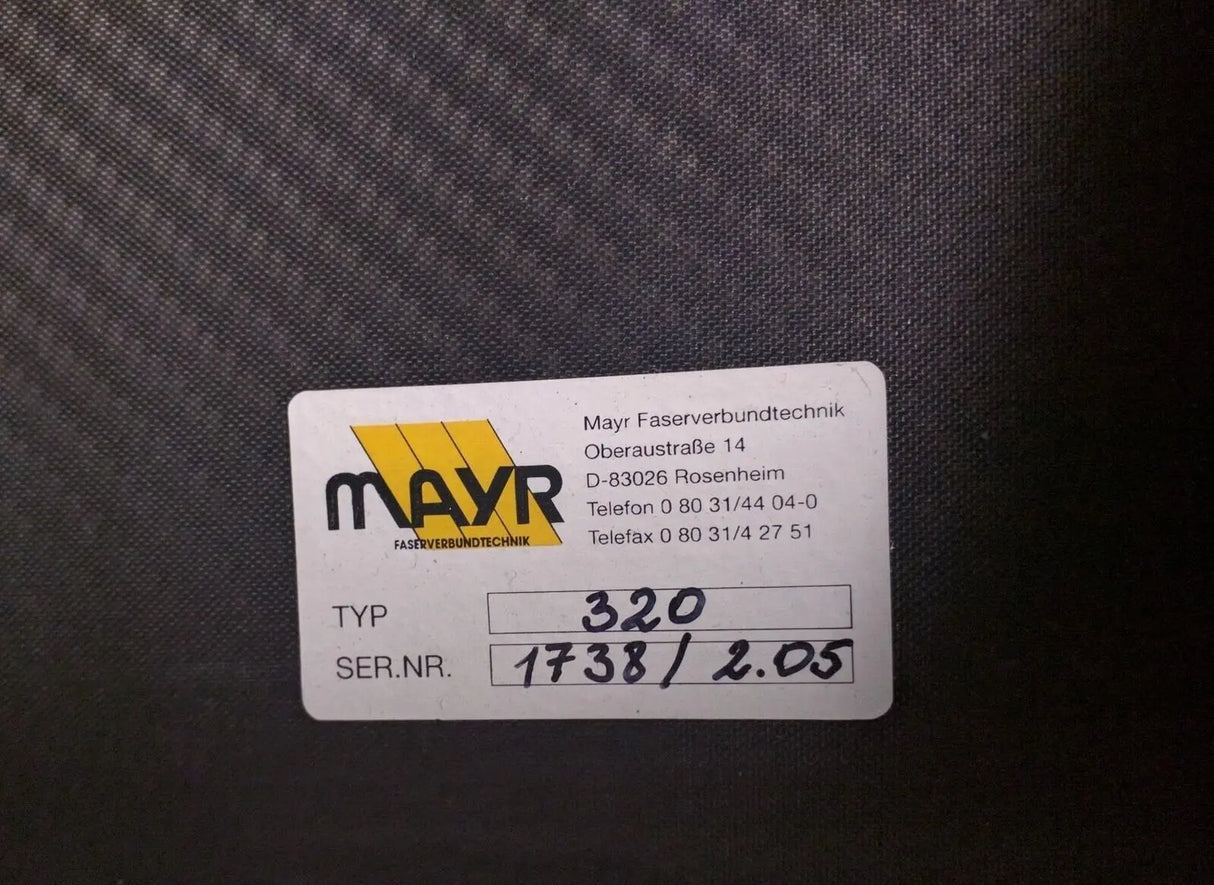 MAYR
FASERVERBUNDTECHNIK
Mayr Faserverbundtechnik
Oberaustraße 14
D-83026 Rosenheim
Telefon 0 80 31/44 04-0
Telefax 0 80 31/4 27 51
TYP 320
SER.NR. 1738/2.05